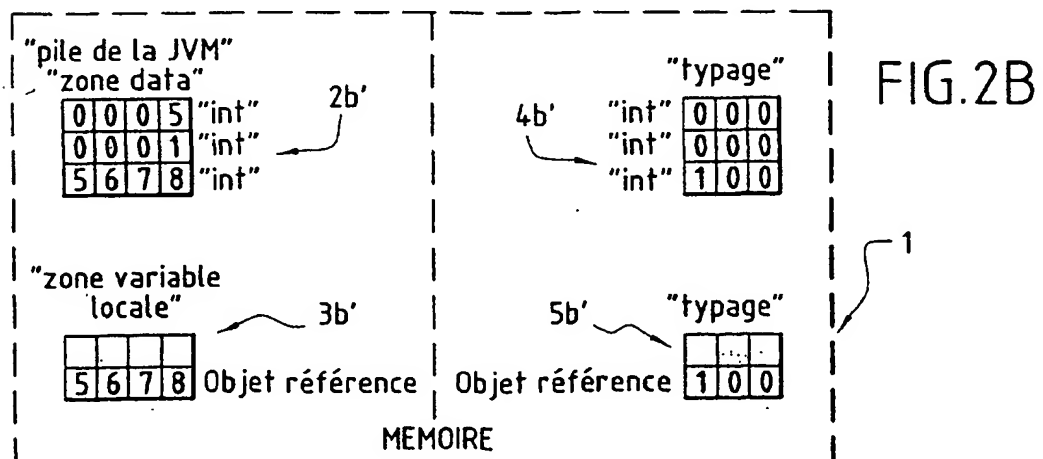 "pile de la JVM"
"zone data"
0 0 0 5 "int"
0 0 0 1 "int"
5 6 7 8 "int"
2b'
"typage"
"int" 0 0 0
"int" 0 0 0
"int" 1 0 0
4b'
FIG.2B
1
"zone variable
locale"
3b'
5 6 7 8 Objet référence
"typage"
5b'
Objet référence 1 0 0
MEMOIRE